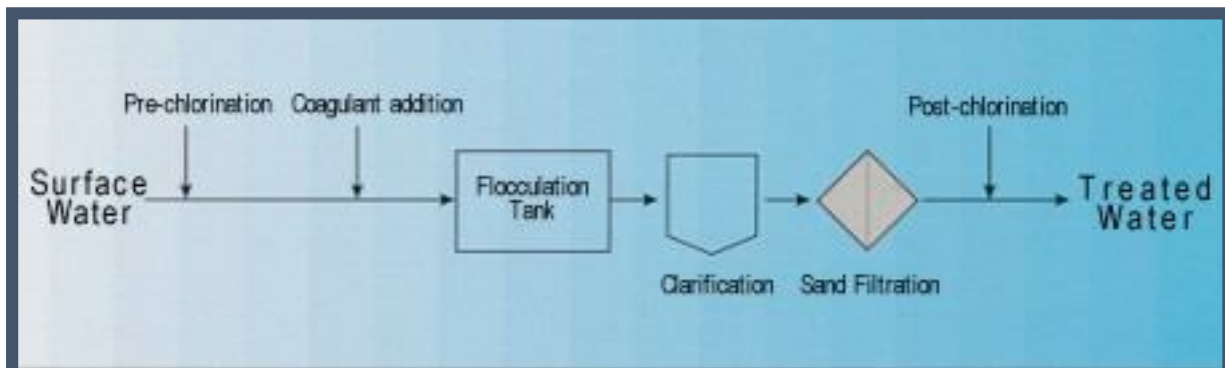 Pre-chlorination
Coagulant addition
Post-chlorination
Surface
Water
Flocculation
Tank
Treated
Water
Clarification
Sand Filtration